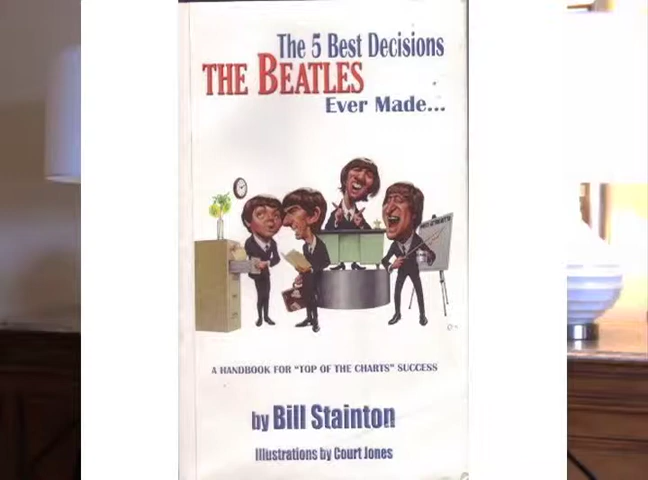 The 5 Best Decisions
THE BEATLES
Ever Made...
A HANDBOOK FOR "TOP OF THE CHARTS" SUCCESS
by Bill Stainton
Illustrations by Court Jones